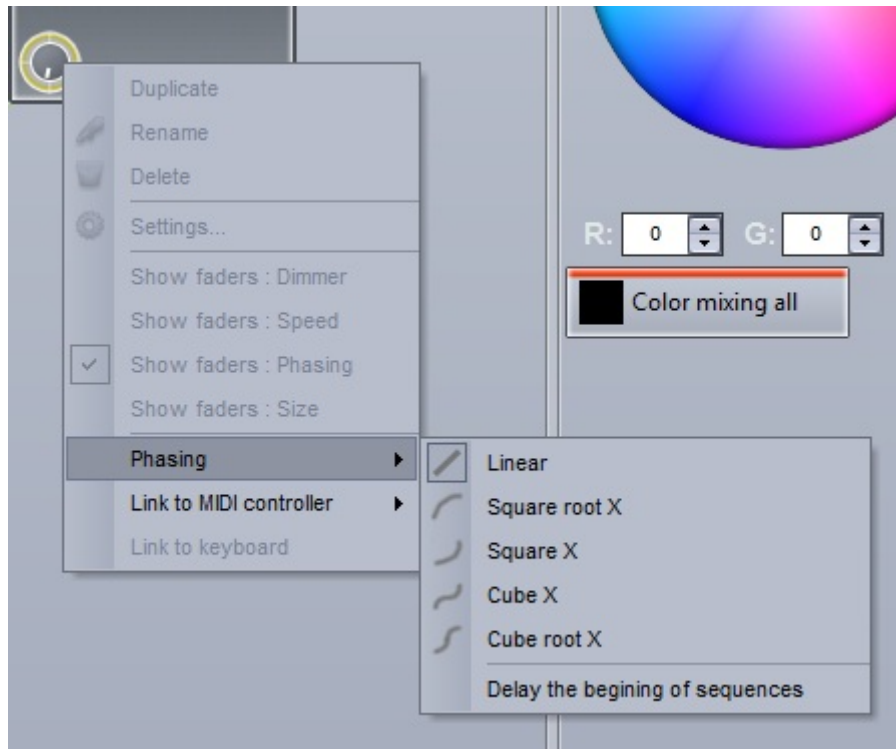 Duplicate
Rename
Delete
Settings...
Show faders : Dimmer
Show faders : Speed
Show faders : Phasing
Show faders : Size
Phasing
Link to MIDI controller
Link to keyboard
Linear
Square root X
Square X
Cube X
Cube root X
Delay the begining of sequences
R: 0 G: 0
Color mixing all